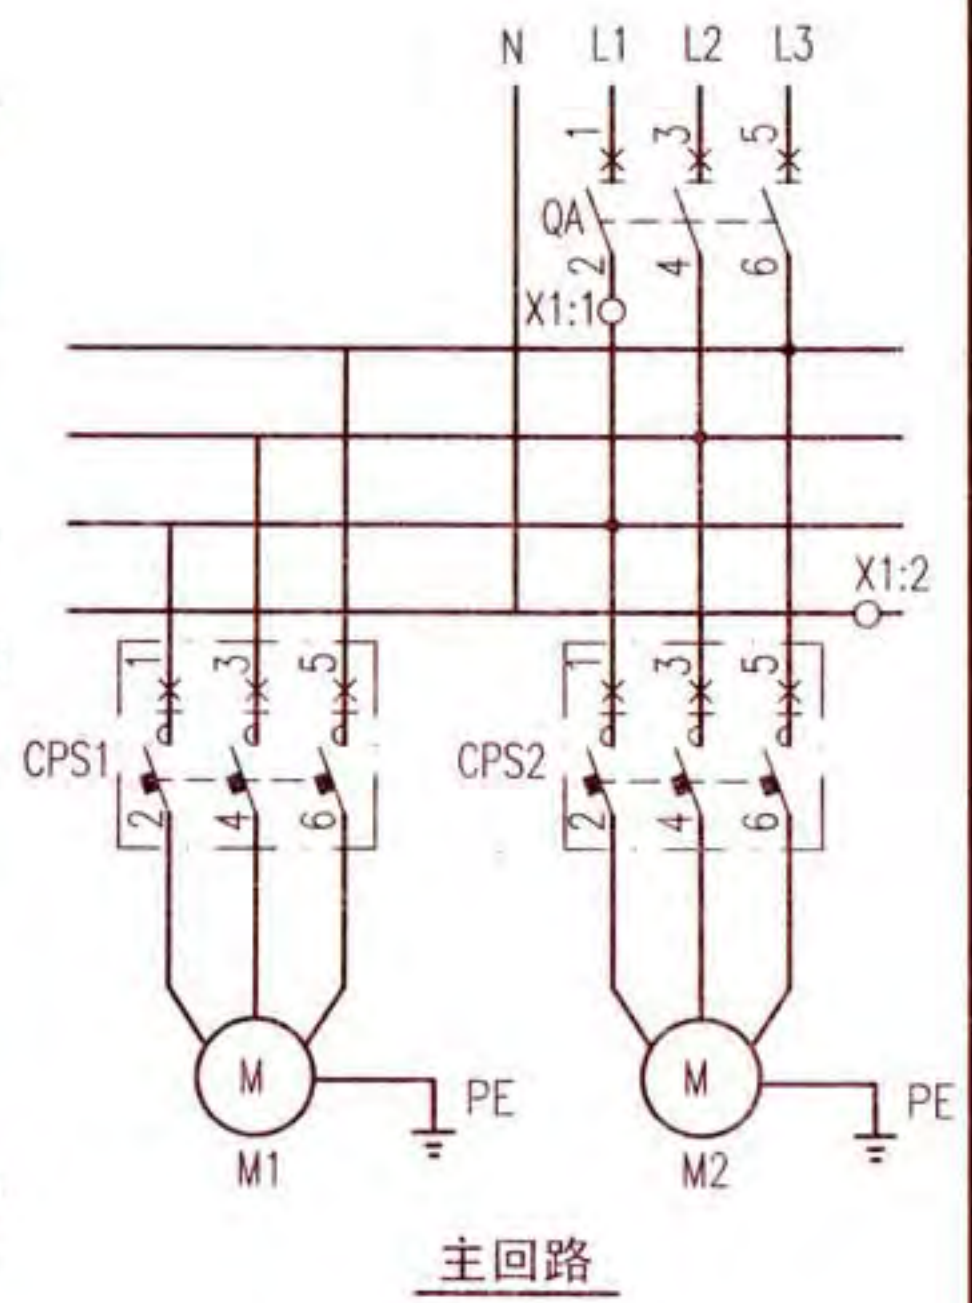 N L1 L2 L3
1 3 5
QA
2 4 6
X1:1
X1:2
1 3 5 1 3 5
CPS1 CPS2
2 4 6 2 4 6
M M
PE PE
M1 M2
主回路